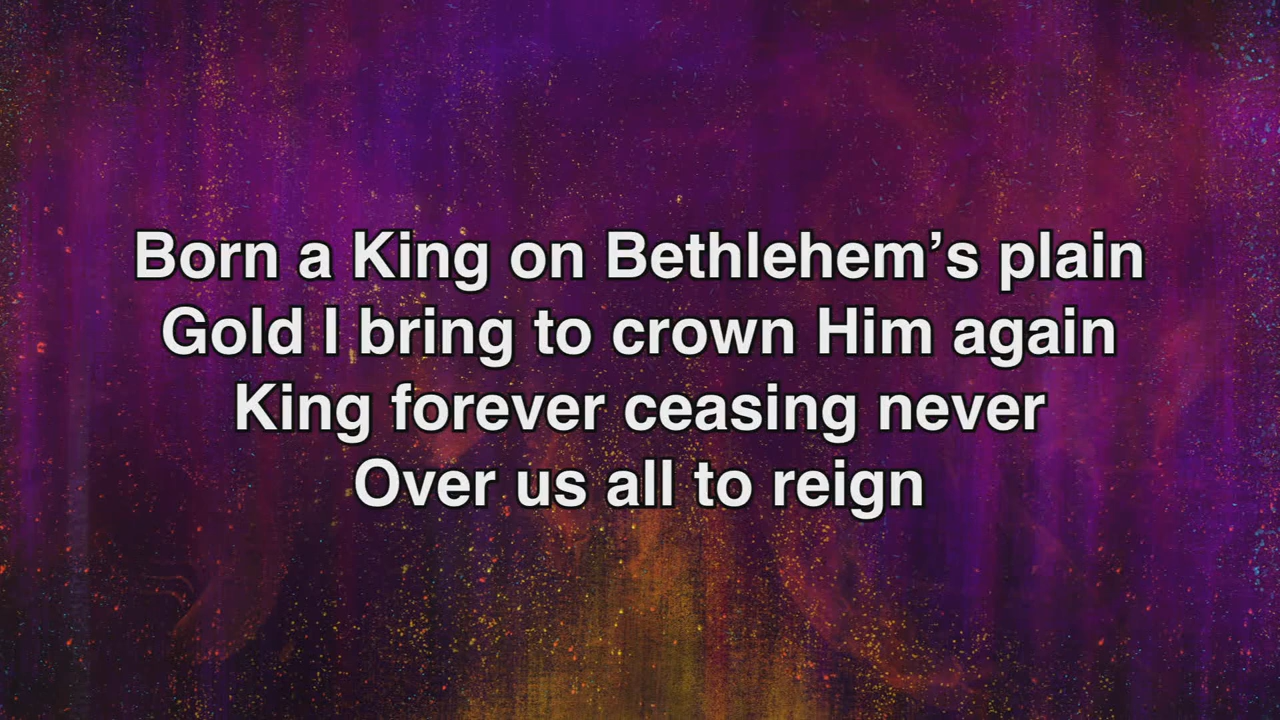 Born a King on Bethlehem’s plain
Gold I bring to crown Him again
King forever ceasing never
Over us all to reign